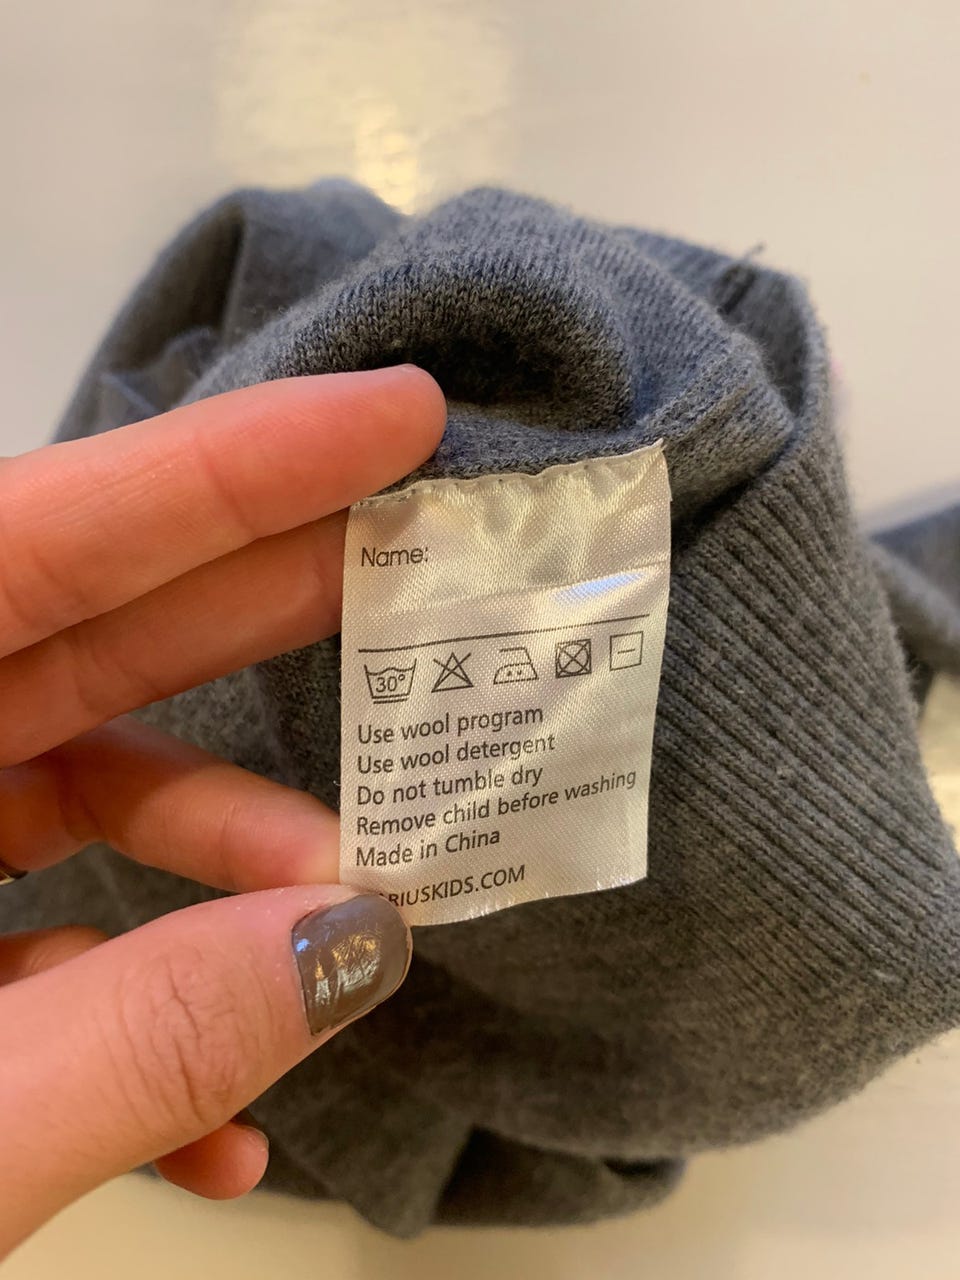 Name:
30°
Use wool program
Use wool detergent
Do not tumble dry
Remove child before washing
Made in China